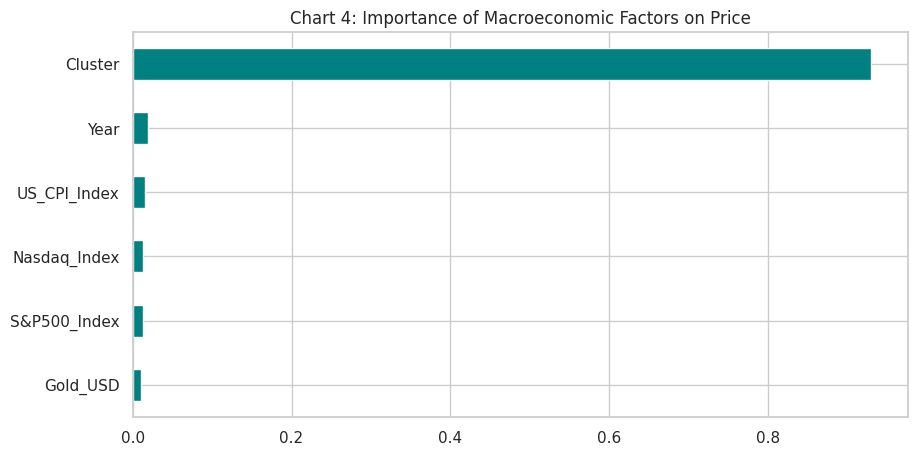 Chart 4: Importance of Macroeconomic Factors on Price
Cluster
Year
US_CPI_Index
Nasdaq_Index
S&P500_Index
Gold_USD
0.0 0.2 0.4 0.6 0.8